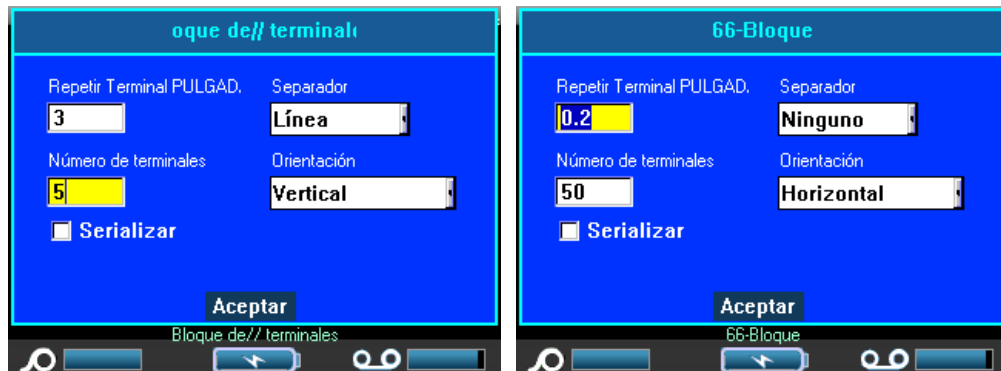 oque de// terminale
Repetir Terminal PULGAD.
Separador
3
Línea
Número de terminales
Orientación
5
Vertical
Serializar
Aceptar
Bloque de// terminales
66-Bloque
Repetir Terminal PULGAD.
Separador
0.2
Ninguno
Número de terminales
Orientación
50
Horizontal
Serializar
Aceptar
66-Bloque